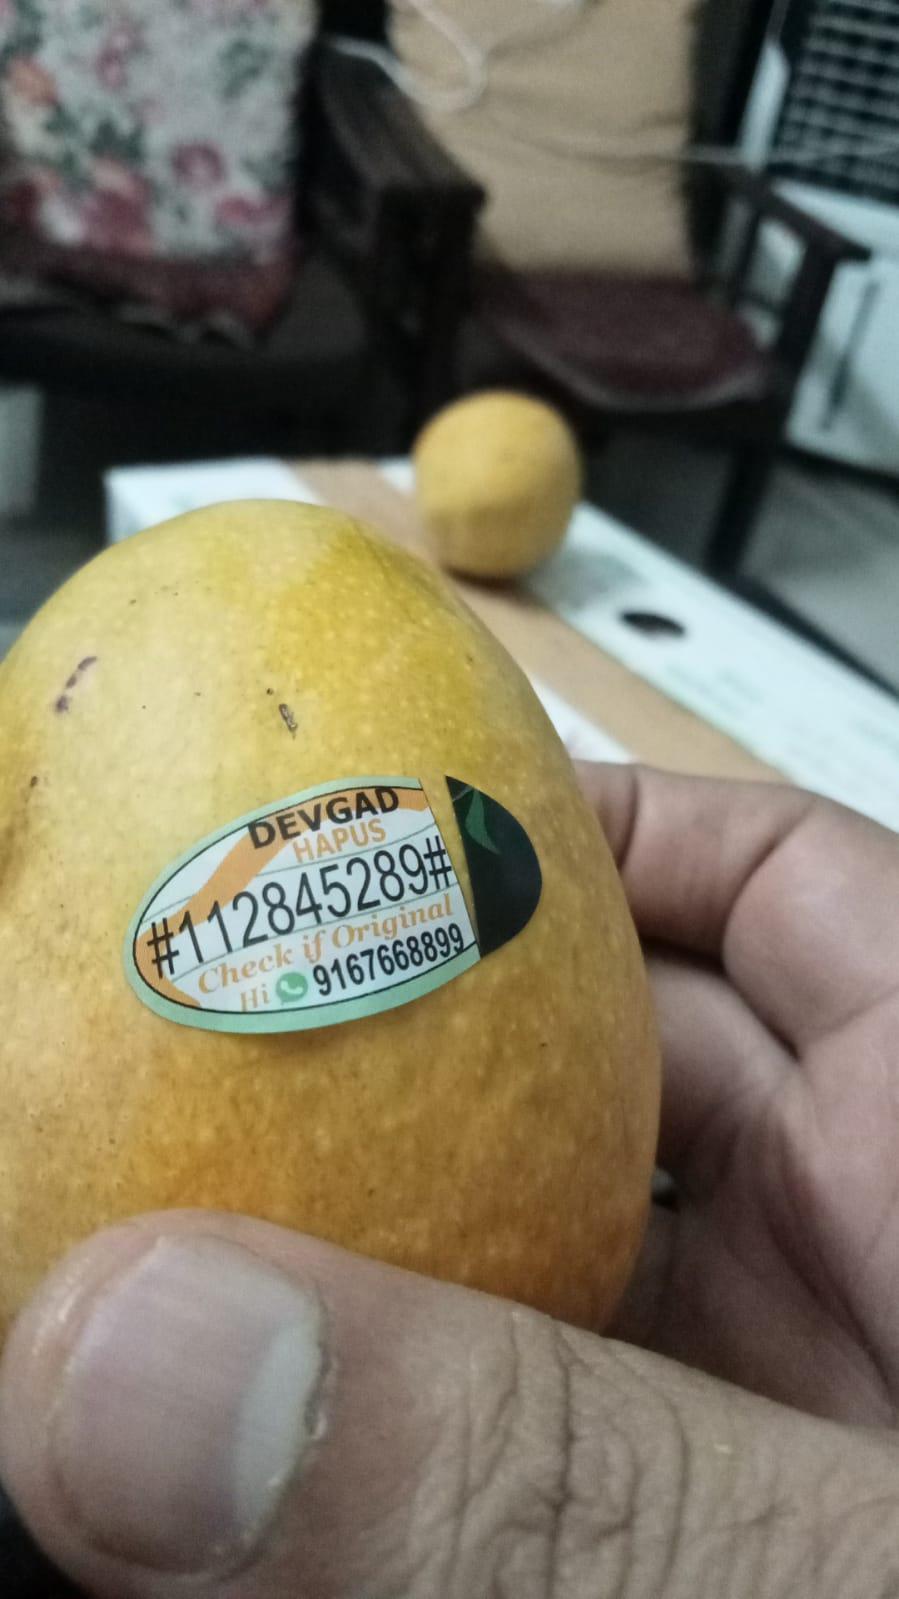 DEVGAD
HAPUS
#112845289#
Check if Original
Hi 9167668899